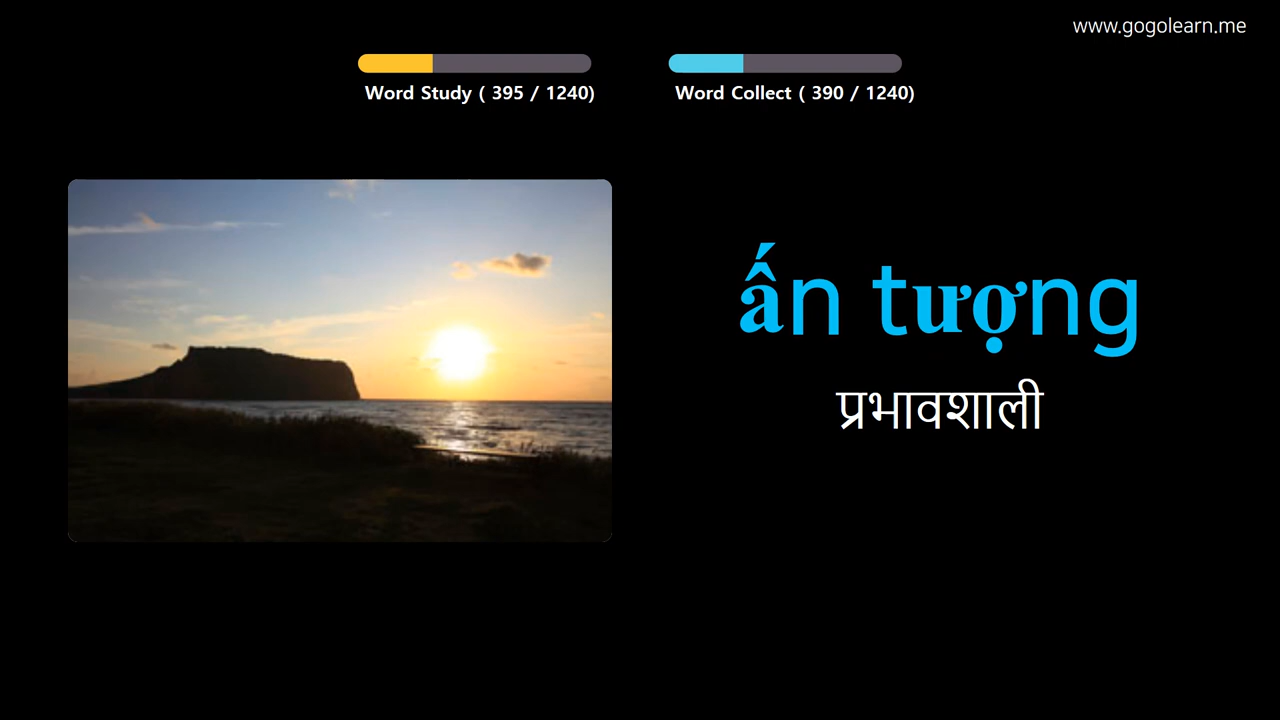 www.gogolearn.me
Word Study ( 395 / 1240)
Word Collect ( 390 / 1240)
ấn tượng
प्रभावशाली